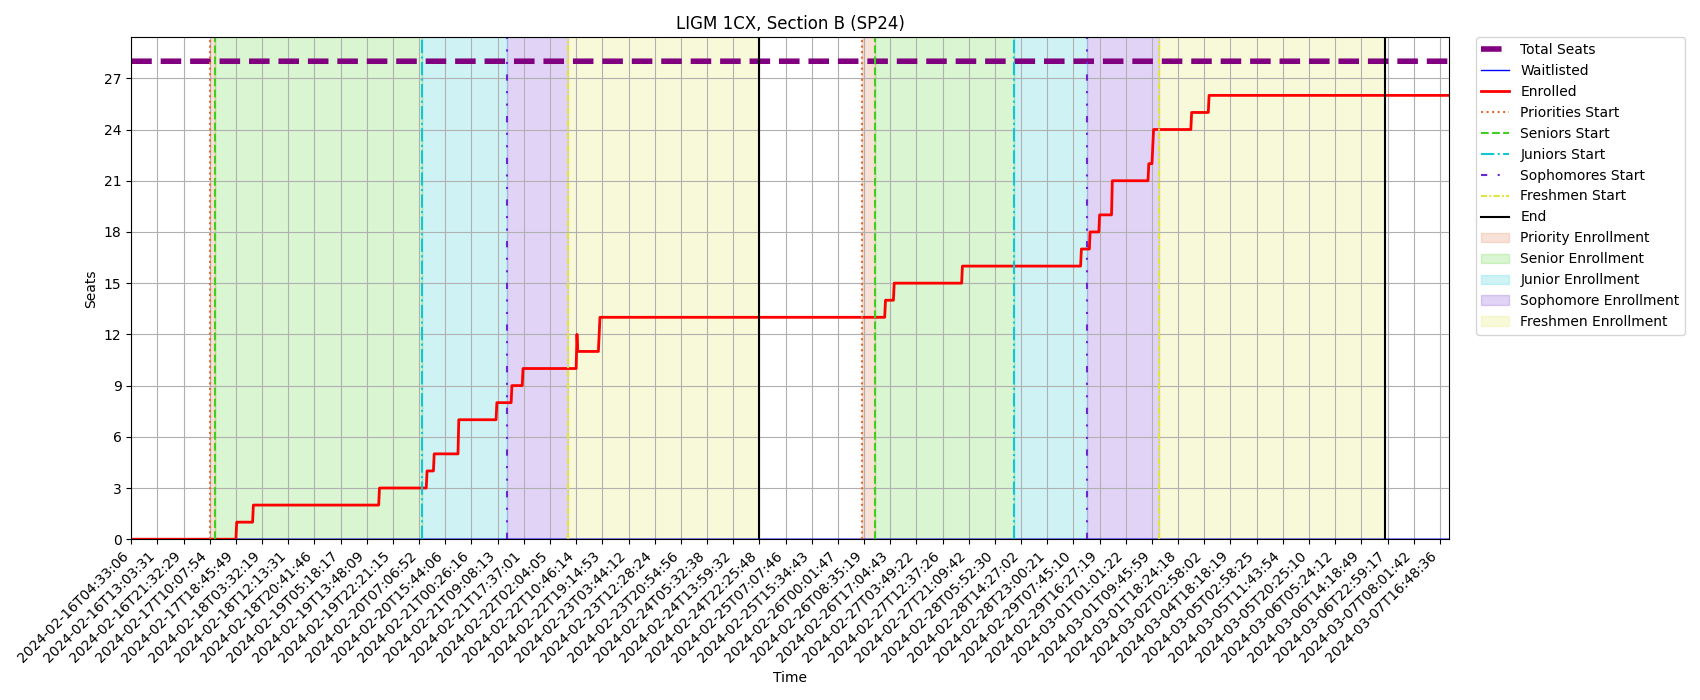 LIGM 1CX, Section B (SP24)
Total Seats
Waitlisted
Enrolled
Priorities Start
Seniors Start
Juniors Start
Sophomores Start
Freshmen Start
End
Priority Enrollment
Senior Enrollment
Junior Enrollment
Sophomore Enrollment
Freshmen Enrollment
Seats
27
24
21
18
15
12
9
6
3
0
2024-02-16T04:33:06
2024-02-16T13:03:31
2024-02-16T21:32:29
2024-02-17T10:07:54
2024-02-17T18:45:49
2024-02-18T03:32:19
2024-02-18T12:13:31
2024-02-18T20:41:46
2024-02-19T05:18:17
2024-02-19T13:48:09
2024-02-19T22:21:15
2024-02-20T07:06:52
2024-02-20T15:44:06
2024-02-21T00:26:16
2024-02-21T09:08:13
2024-02-21T17:37:01
2024-02-22T02:04:05
2024-02-22T10:46:14
2024-02-22T19:14:53
2024-02-23T03:44:12
2024-02-23T12:28:24
2024-02-23T20:54:56
2024-02-24T05:32:38
2024-02-24T13:59:32
2024-02-24T22:25:48
2024-02-25T07:07:46
2024-02-25T15:34:43
2024-02-26T00:01:47
2024-02-26T08:35:19
2024-02-26T17:04:43
2024-02-27T03:49:22
2024-02-27T12:37:26
2024-02-27T21:09:42
2024-02-28T05:52:30
2024-02-28T14:27:02
2024-02-28T23:00:21
2024-02-29T07:45:10
2024-02-29T16:27:19
2024-03-01T01:01:22
2024-03-01T09:45:59
2024-03-01T18:24:18
2024-03-02T02:58:02
2024-03-04T18:18:19
2024-03-05T02:58:25
2024-03-05T11:43:54
2024-03-05T20:25:10
2024-03-06T05:24:12
2024-03-06T14:18:49
2024-03-06T22:59:17
2024-03-07T08:01:42
2024-03-07T16:48:36
Time